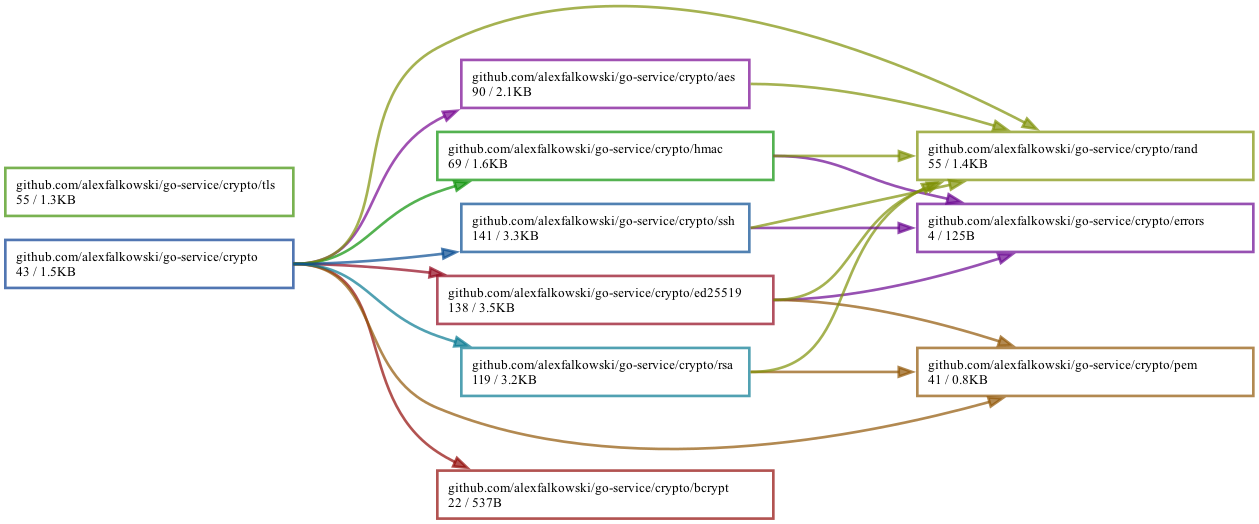 github.com/alexfalkowski/go-service/crypto/tls
55 / 1.3KB
github.com/alexfalkowski/go-service/crypto
43 / 1.5KB
github.com/alexfalkowski/go-service/crypto/aes
90 / 2.1KB
github.com/alexfalkowski/go-service/crypto/hmac
69 / 1.6KB
github.com/alexfalkowski/go-service/crypto/ssh
141 / 3.3KB
github.com/alexfalkowski/go-service/crypto/ed25519
138 / 3.5KB
github.com/alexfalkowski/go-service/crypto/rsa
119 / 3.2KB
github.com/alexfalkowski/go-service/crypto/bcrypt
22 / 537B
github.com/alexfalkowski/go-service/crypto/rand
55 / 1.4KB
github.com/alexfalkowski/go-service/crypto/errors
4 / 125B
github.com/alexfalkowski/go-service/crypto/pem
41 / 0.8KB